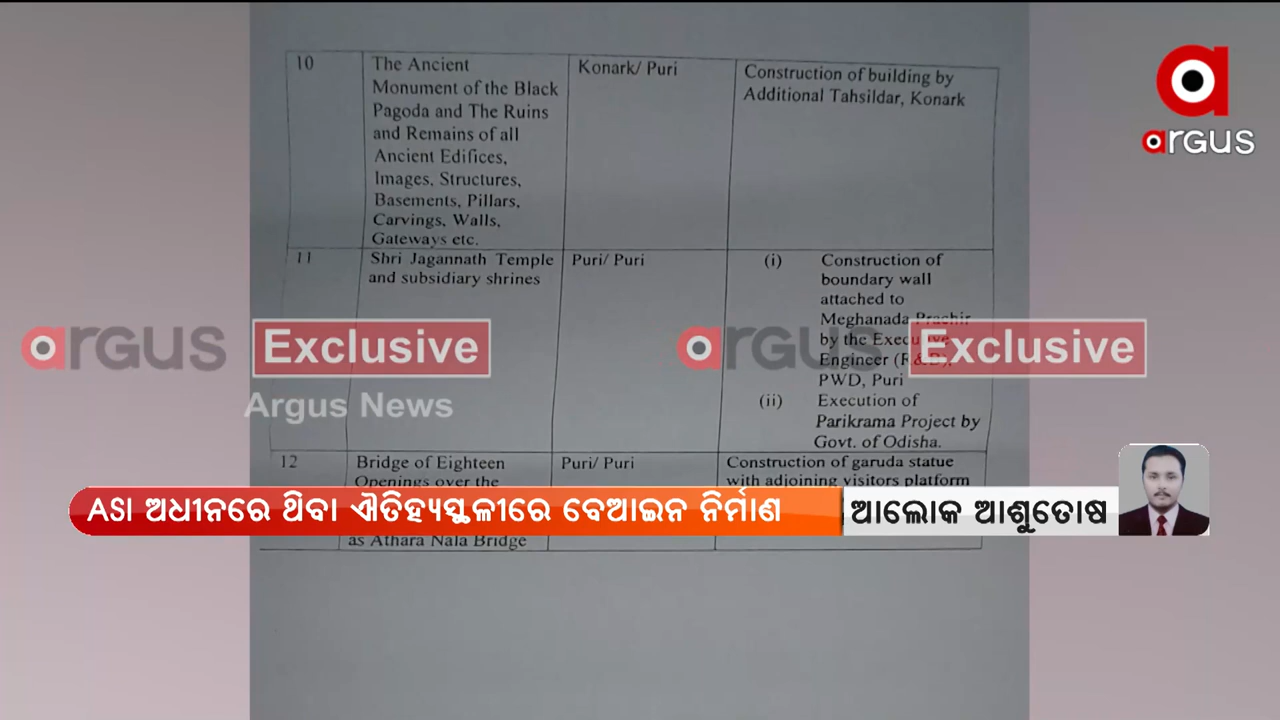 10
The Ancient
Monument of the Black
Pagoda and The Ruins
and Remains of all
Ancient Edifices,
Images, Structures,
Basements, Pillars,
Carvings, Walls,
Gateways etc.
Konark/ Puri
Construction of building by
Additional Tahsildar, Konark
11
Shri Jagannath Temple
and subsidiary shrines
Puri/ Puri
(i) Construction of
boundary wall
attached to
Meghanada Prachir
by the Executive
Engineer (R &B),
PWD, Puri
(ii) Execution of
Parikrama Project by
Govt. of Odisha.
12
Bridge of Eighteen
Openings over the
as Athara Nala Bridge
Puri/ Puri
Construction of garuda statue
with adjoining visitors platform
argus
argus Exclusive
Argus News
argus Exclusive
ASI ଅଧୀନରେ ଥିବା ଐତିହ୍ୟସ୍ଥଳୀରେ ବେଆଇନ ନିର୍ମାଣ
ଆଲୋକ ଆଶୁତୋଷ